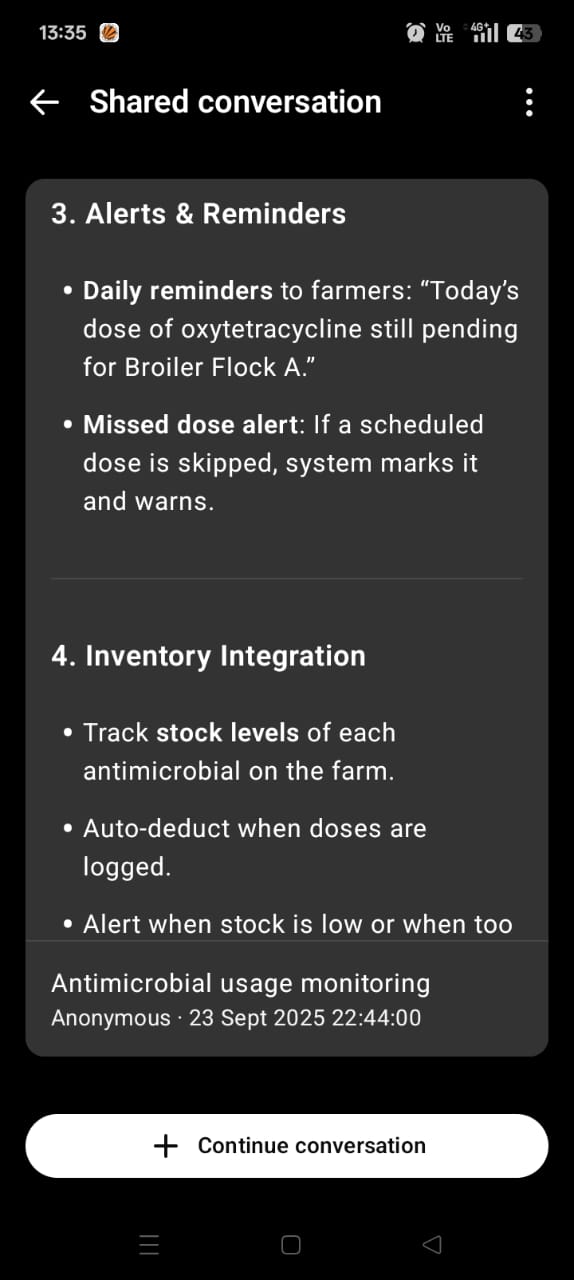 13:35
Vo LTE 4G+ 43
Shared conversation
3. Alerts & Reminders
• Daily reminders to farmers: “Today’s
dose of oxytetracycline still pending
for Broiler Flock A.”
• Missed dose alert: If a scheduled
dose is skipped, system marks it
and warns.
4. Inventory Integration
• Track stock levels of each
antimicrobial on the farm.
• Auto-deduct when doses are
logged.
• Alert when stock is low or when too
Antimicrobial usage monitoring
Anonymous · 23 Sept 2025 22:44:00
+ Continue conversation